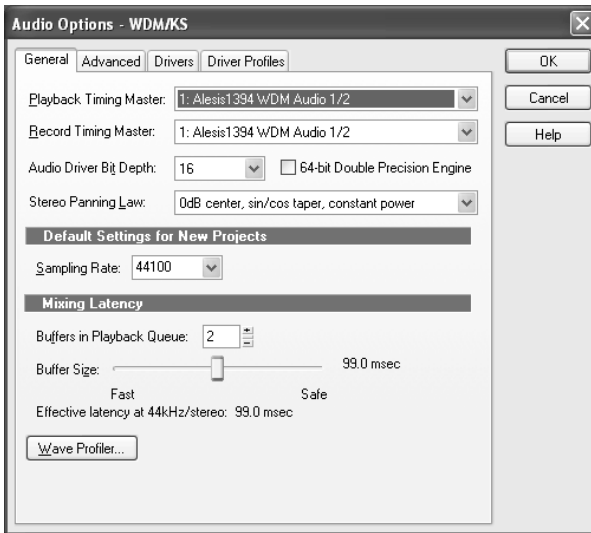 Audio Options - WDM/KS
General Advanced Drivers Driver Profiles
OK
Cancel
Help
Playback Timing Master: 1: Alesis1394 WDM Audio 1/2
Record Timing Master: 1: Alesis1394 WDM Audio 1/2
Audio Driver Bit Depth: 16 64-bit Double Precision Engine
Stereo Panning Law: 0dB center, sin/cos taper, constant power
Default Settings for New Projects
Sampling Rate: 44100
Mixing Latency
Buffers in Playback Queue: 2
Buffer Size: 99.0 msec
Fast Safe
Effective latency at 44kHz/stereo: 99.0 msec
Wave Profiler...